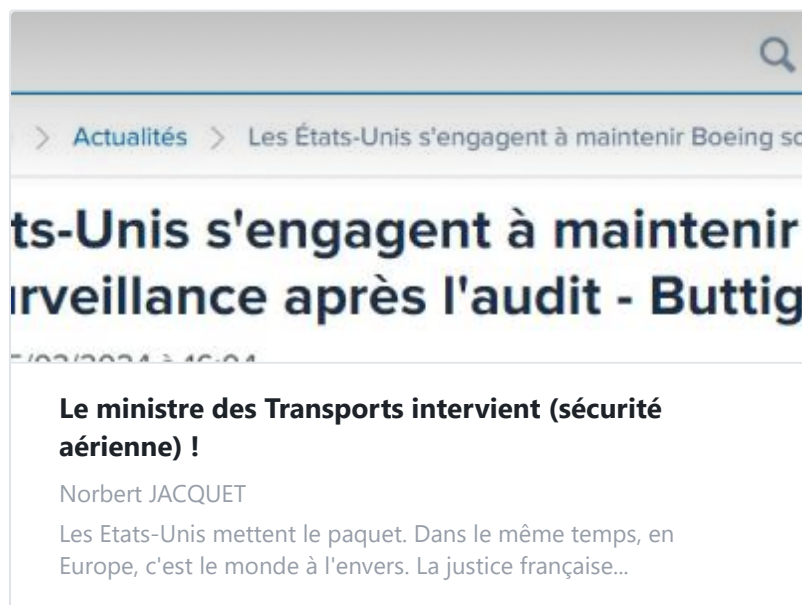 > Actualités > Les États-Unis s'engagent à maintenir Boeing
ts-Unis s'engagent à maintenir
rveillance après l'audit - Buttig
Le ministre des Transports intervient (sécurité
aérienne) !
Norbert JACQUET
Les Etats-Unis mettent le paquet. Dans le même temps, en
Europe, c'est le monde à l'envers. La justice française...